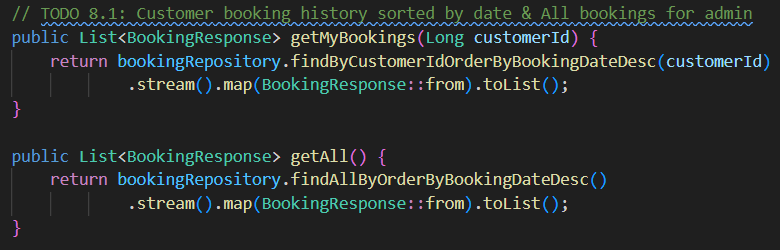 // TODO 8.1: Customer booking history sorted by date & All bookings for admin
public List<BookingResponse> getMyBookings(Long customerId) {
    return bookingRepository.findByCustomerIdOrderByBookingDateDesc(customerId)
            .stream().map(BookingResponse::from).toList();
}

public List<BookingResponse> getAll() {
    return bookingRepository.findAllByOrderByBookingDateDesc()
            .stream().map(BookingResponse::from).toList();
}